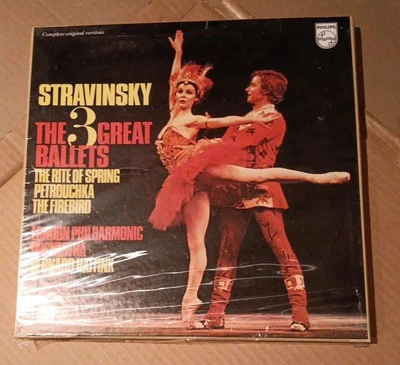 Complete original versions
PHILIPS
STRAVINSKY
THE 3 GREAT
BALLETS
THE RITE OF SPRING
PETROUCHKA
THE FIREBIRD
LONDON PHILHARMONIC
ORCHESTRA
BERNARD HAITINK